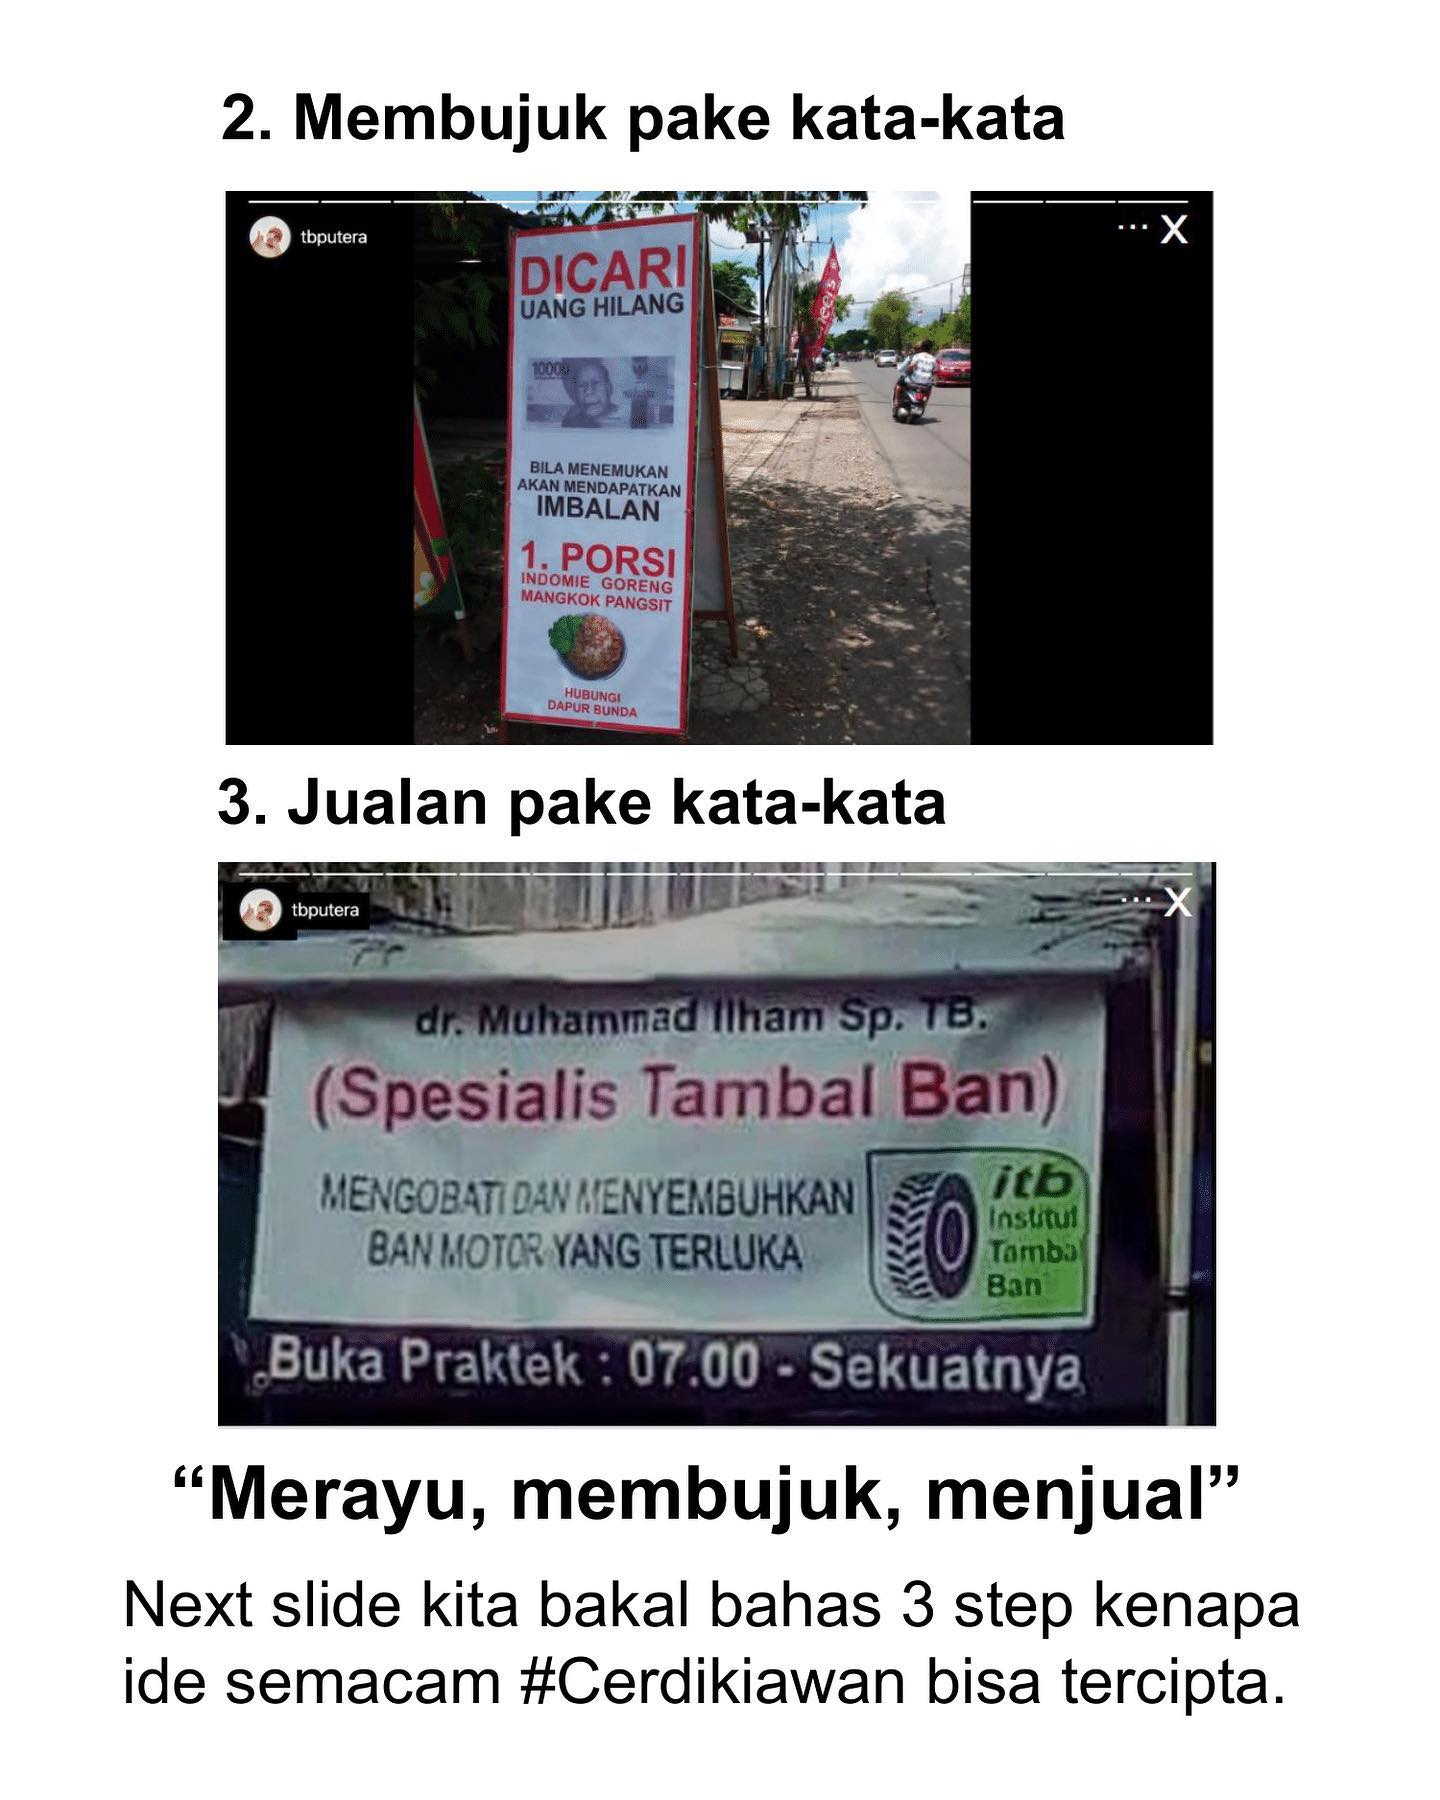 2. Membujuk pake kata-kata
tbputera
DICARI
UANG HILANG
BILA MENEMUKAN
AKAN MENDAPATKAN
IMBALAN
1. PORSI
INDOMIE GORENG
MANGKOK PANGSIT
HUBUNGI
DAPUR BUNDA
3. Jualan pake kata-kata
tbputera
dr. Muhammad Ilham Sp. TB.
(Spesialis Tambal Ban)
MENGOBATI DAN MENYEMBUHKAN
BAN MOTOR YANG TERLUKA
itb
Institut
Tambal
Ban
Buka Praktek : 07.00 - Sekuatnya
“Merayu, membujuk, menjual”
Next slide kita bakal bahas 3 step kenapa
ide semacam #Cerdikiawan bisa tercipta.